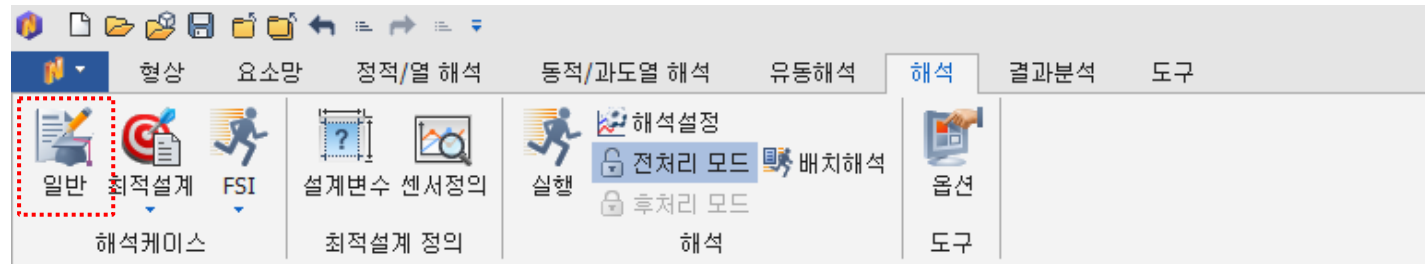 형상 요소망 정적/열 해석 동적/과도열 해석 유동해석 해석 결과분석 도구
일반 최적설계 FSI 설계변수 센서정의 실행 해석설정 전처리 모드 후처리 모드 배치해석 옵션
해석케이스 최적설계 정의 해석 도구